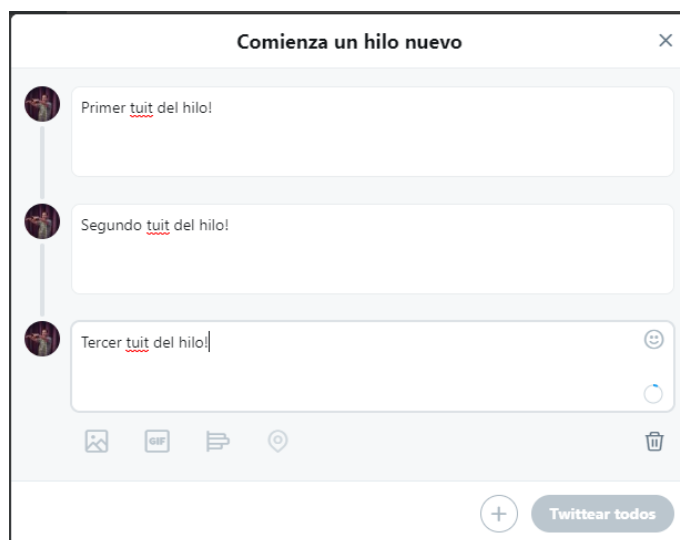 Comienza un hilo nuevo
Primer tuit del hilo!
Segundo tuit del hilo!
Tercer tuit del hilo!
GIF
Twittear todos